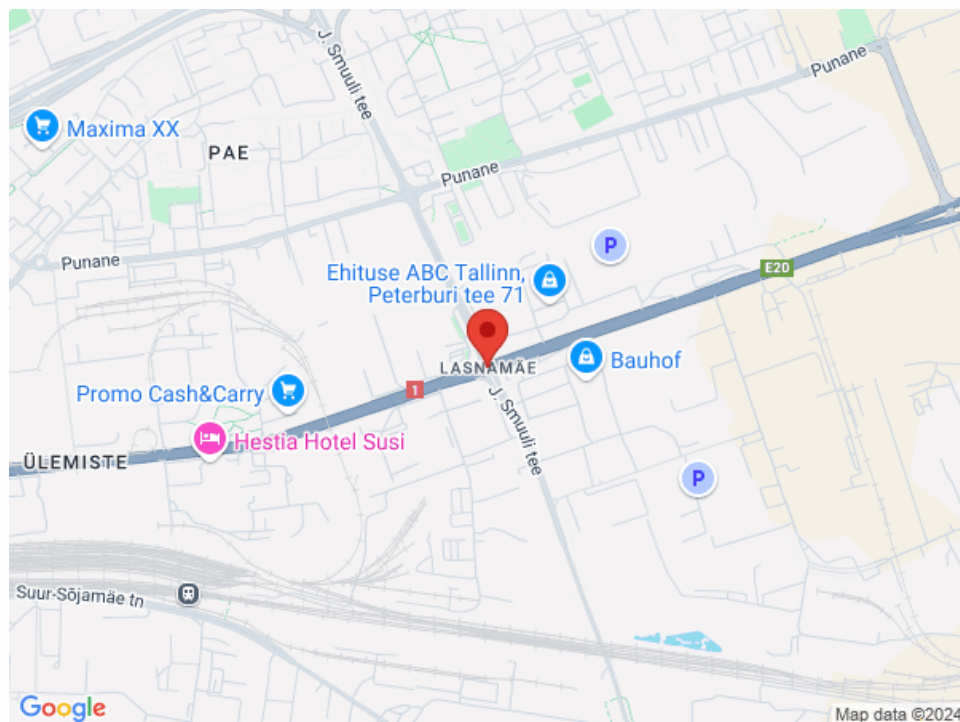 J. Smuuli tee
Punane
Maxima XX
PAE
Punane
Punane
P
Ehituse ABC Tallinn,
Peterburi tee 71
E20
LASNAMÄE
Bauhof
1
Promo Cash&Carry
J. Smuuli tee
Hestia Hotel Susi
ÜLEMISTE
P
Suur-Sõjamäe tn
Google
Map data ©2024